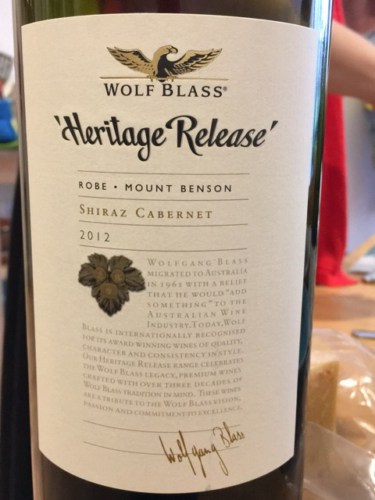 WOLF BLASS®
'Heritage Release'
ROBE • MOUNT BENSON
SHIRAZ CABERNET
2012
WOLFGANG BLASS
MIGRATED TO AUSTRALIA
IN 1961 WITH A BELIEF
THAT HE WOULD "ADD
SOMETHING" TO THE
AUSTRALIAN WINE
INDUSTRY. TODAY, WOLF
BLASS IS INTERNATIONALLY RECOGNISED
FOR ITS AWARD WINNING WINES OF QUALITY,
CHARACTER AND CONSISTENCY IN STYLE.
OUR HERITAGE RELEASE RANGE CELEBRATES
THE WOLF BLASS LEGACY, PREMIUM WINES
CRAFTED WITH OVER THREE DECADES OF
WOLF BLASS TRADITION IN MIND. THESE WINES
ARE A TRIBUTE TO THE WOLF BLASS VISION,
PASSION AND COMMITMENT TO EXCELLENCE.
Wolfgang Blass